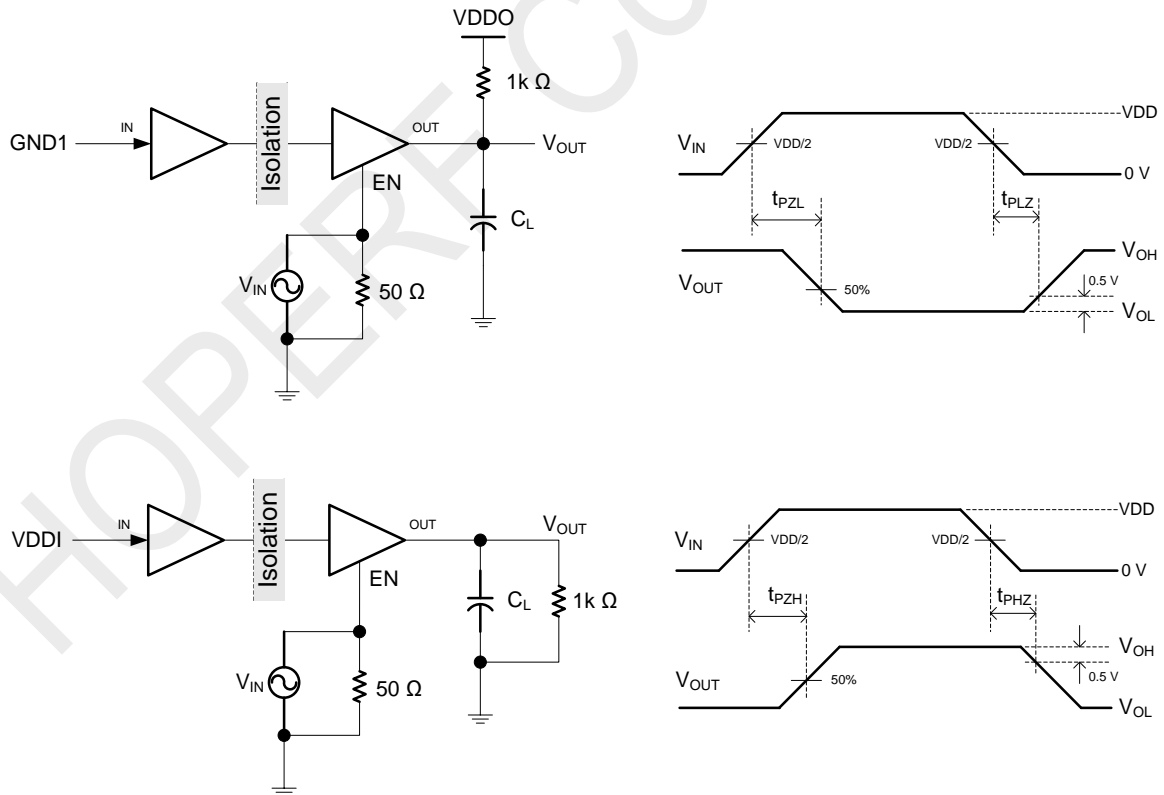 VDDO
1k Ω
GND1
IN
Isolation
OUT
VOUT
EN
CL
VIN
50 Ω
VIN
VDD/2
VDD/2
VDD
0 V
tPZL
tPLZ
VOUT
50%
VOH
0.5 V
VOL
VDDI
IN
Isolation
OUT
VOUT
EN
CL
1k Ω
VIN
50 Ω
VIN
VDD/2
VDD/2
VDD
0 V
tPZH
tPHZ
VOUT
50%
VOH
0.5 V
VOL
HOPERF Co